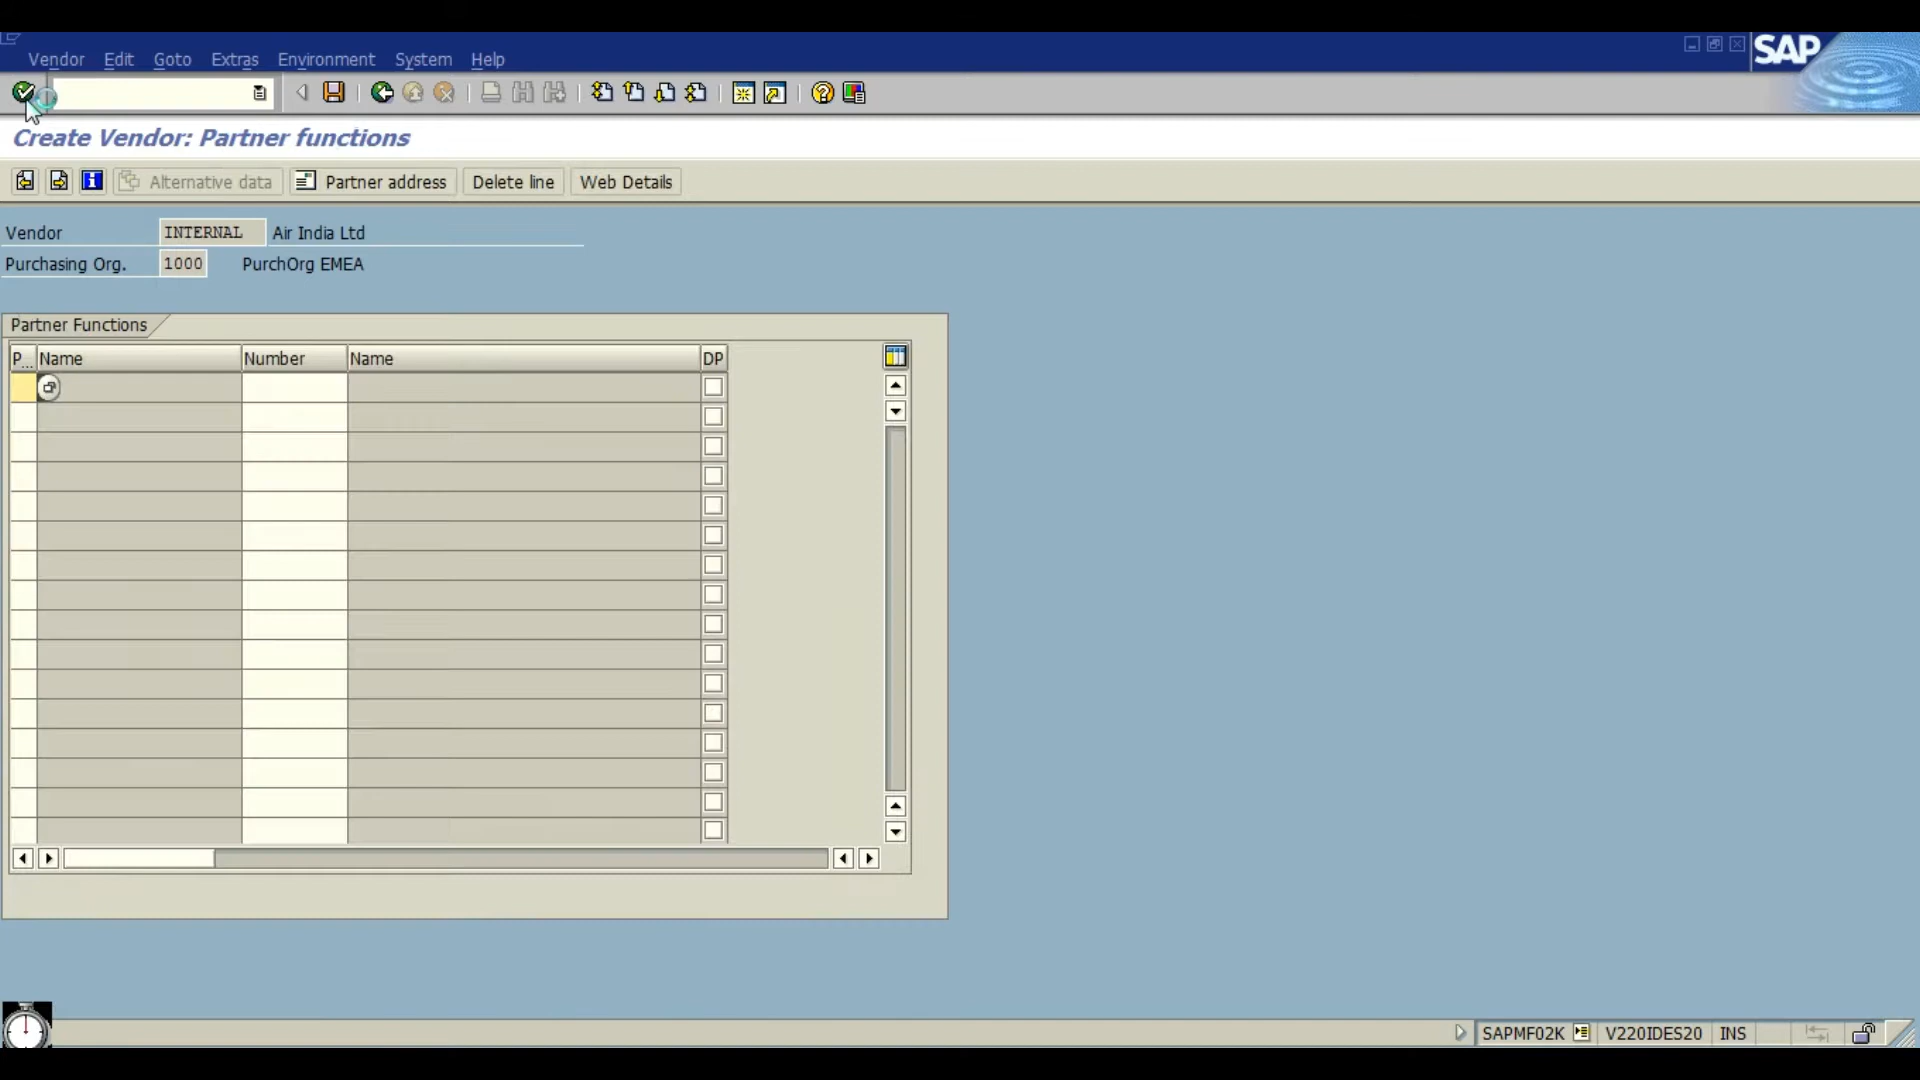 Vendor Edit Goto Extras Environment System Help
SAP
Create Vendor: Partner functions
Alternative data Partner address Delete line Web Details
Vendor INTERNAL Air India Ltd
Purchasing Org. 1000 PurchOrg EMEA
Partner Functions
P... Name Number Name DP
SAPMF02K V220IDES20 INS